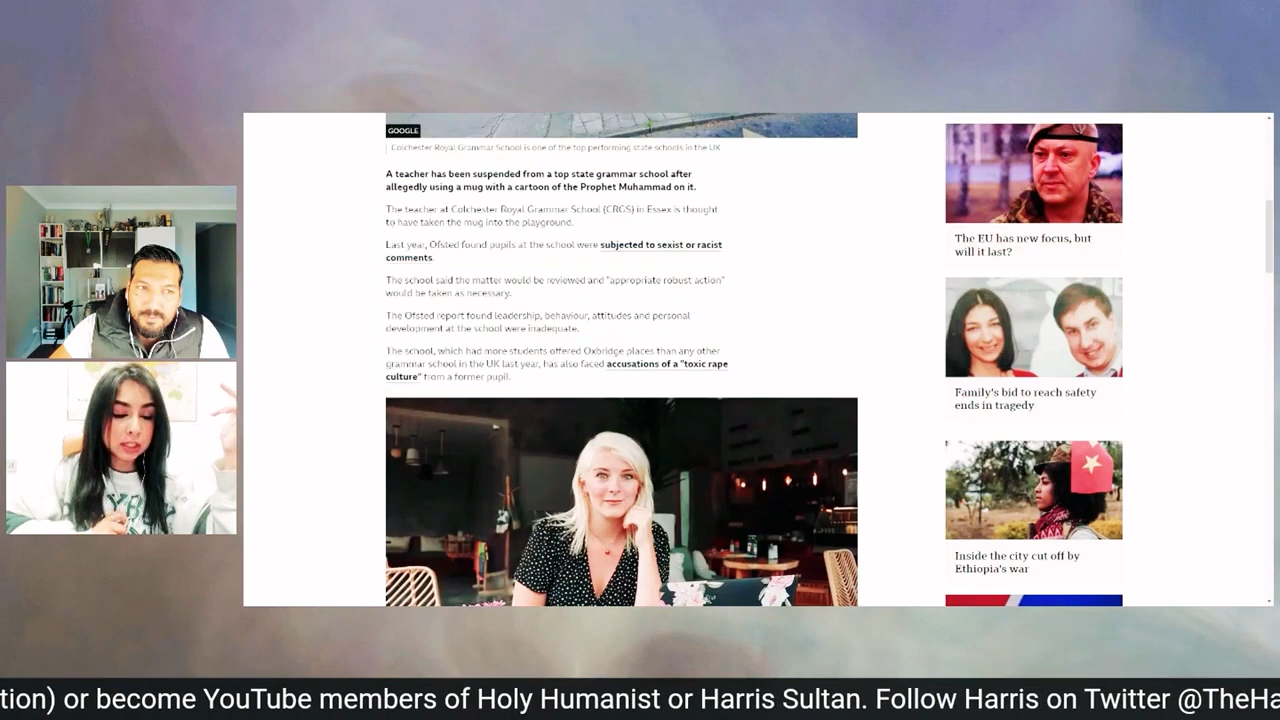 GOOGLE
Colchester Royal Grammar School is one of the top performing state schools in the UK
A teacher has been suspended from a top state grammar school after
allegedly using a mug with a cartoon of the Prophet Muhammad on it.
The teacher at Colchester Royal Grammar School (CRGS) in Essex is thought
to have taken the mug into the playground.
Last year, Ofsted found pupils at the school were subjected to sexist or racist
comments.
The school said the matter would be reviewed and "appropriate robust action"
would be taken as necessary.
The Ofsted report found leadership, behaviour, attitudes and personal
development at the school were inadequate.
The school, which had more students offered Oxbridge places than any other
grammar school in the UK last year, has also faced accusations of a "toxic rape
culture" from a former pupil.
The EU has new focus, but
will it last?
Family's bid to reach safety
ends in tragedy
Inside the city cut off by
Ethiopia's war
tion) or become YouTube members of Holy Humanist or Harris Sultan. Follow Harris on Twitter @TheHa